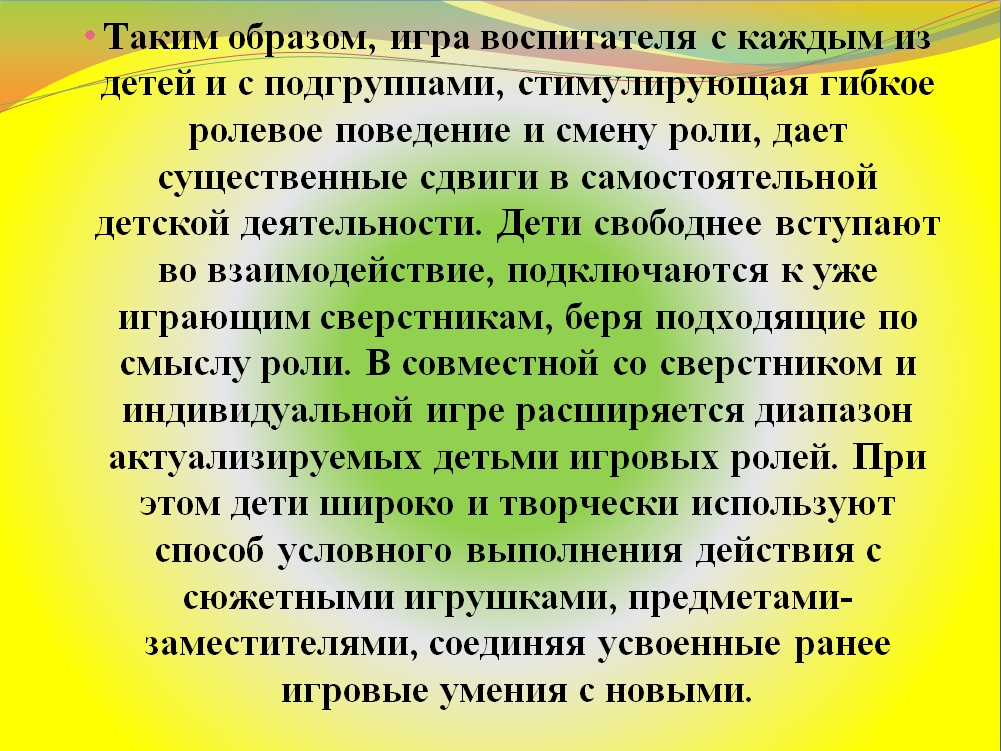 • Таким образом, игра воспитателя с каждым из
детей и с подгруппами, стимулирующая гибкое
ролевое поведение и смену роли, дает
существенные сдвиги в самостоятельной
детской деятельности. Дети свободнее вступают
во взаимодействие, подключаются к уже
играющим сверстникам, беря подходящие по
смыслу роли. В совместной со сверстником и
индивидуальной игре расширяется диапазон
актуализируемых детьми игровых ролей. При
этом дети широко и творчески используют
способ условного выполнения действия с
сюжетными игрушками, предметами-
заместителями, соединяя усвоенные ранее
игровые умения с новыми.